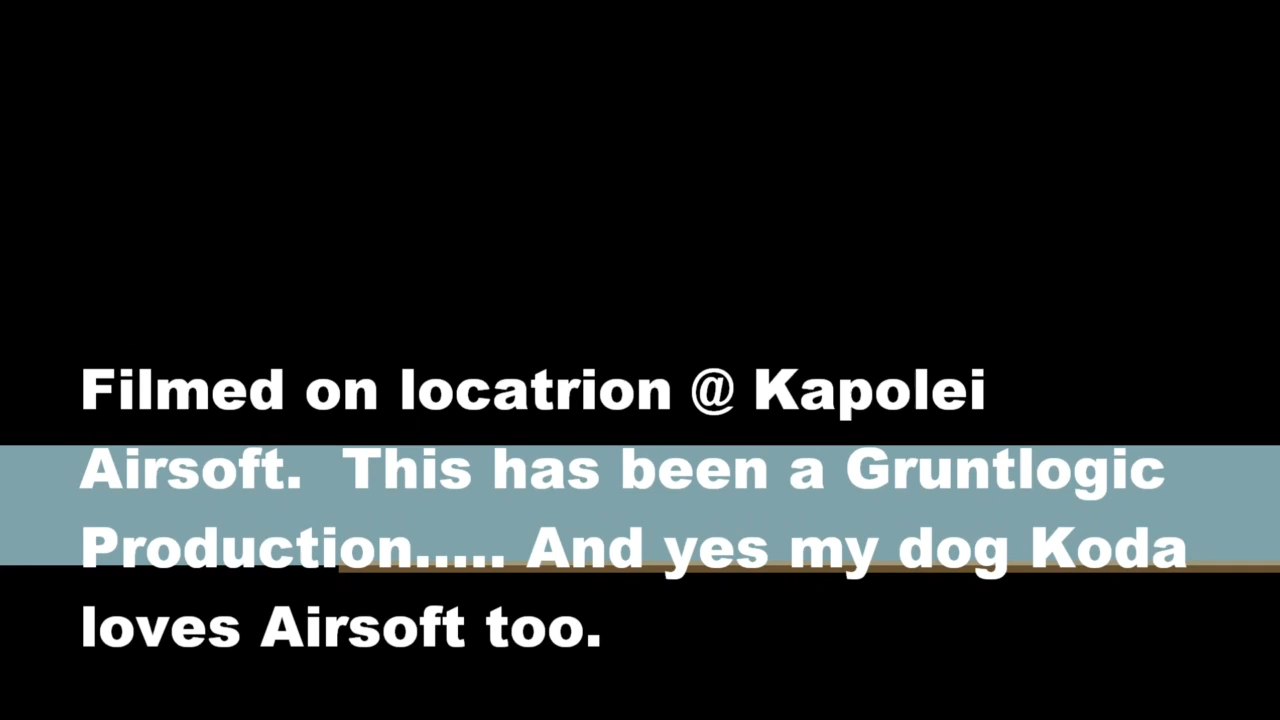 Filmed on locatrion @ Kapolei
Airsoft.  This has been a Gruntlogic
Production..... And yes my dog Koda
loves Airsoft too.